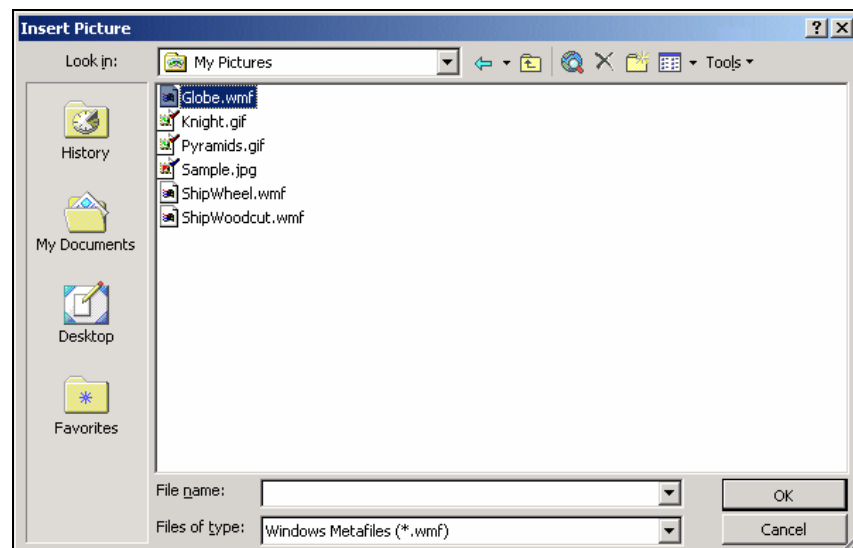 Insert Picture
Look in:
My Pictures
Tools
History
My Documents
Desktop
Favorites
Globe.wmf
Knight.gif
Pyramids.gif
Sample.jpg
ShipWheel.wmf
ShipWoodcut.wmf
File name:
OK
Files of type:
Windows Metafiles (*.wmf)
Cancel